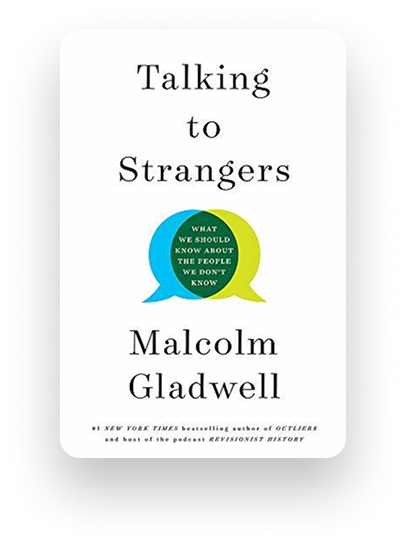 Talking
to
Strangers
WHAT
WE SHOULD
KNOW ABOUT
THE PEOPLE
WE DON'T
KNOW
Malcolm
Gladwell
#1 NEW YORK TIMES bestselling author of OUTLIERS
and host of the podcast REVISIONIST HISTORY